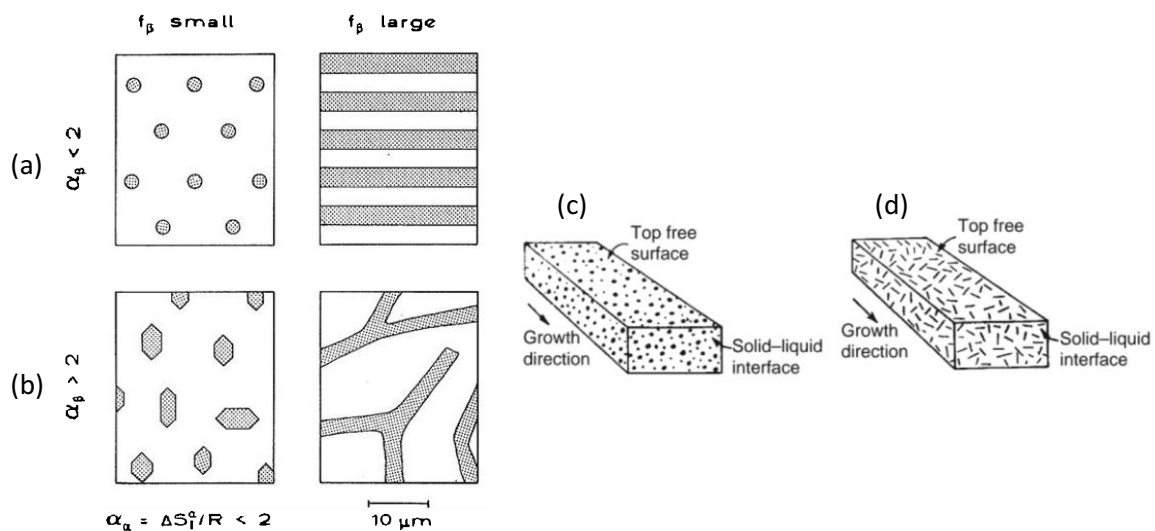 f_β small
f_β large
(a)
α_β < 2
(b)
α_β > 2
α_α = ΔS_f^α/R < 2
10 μm
(c)
Top free
surface
Growth
direction
Solid–liquid
interface
(d)
Top free
surface
Growth
direction
Solid–liquid
interface